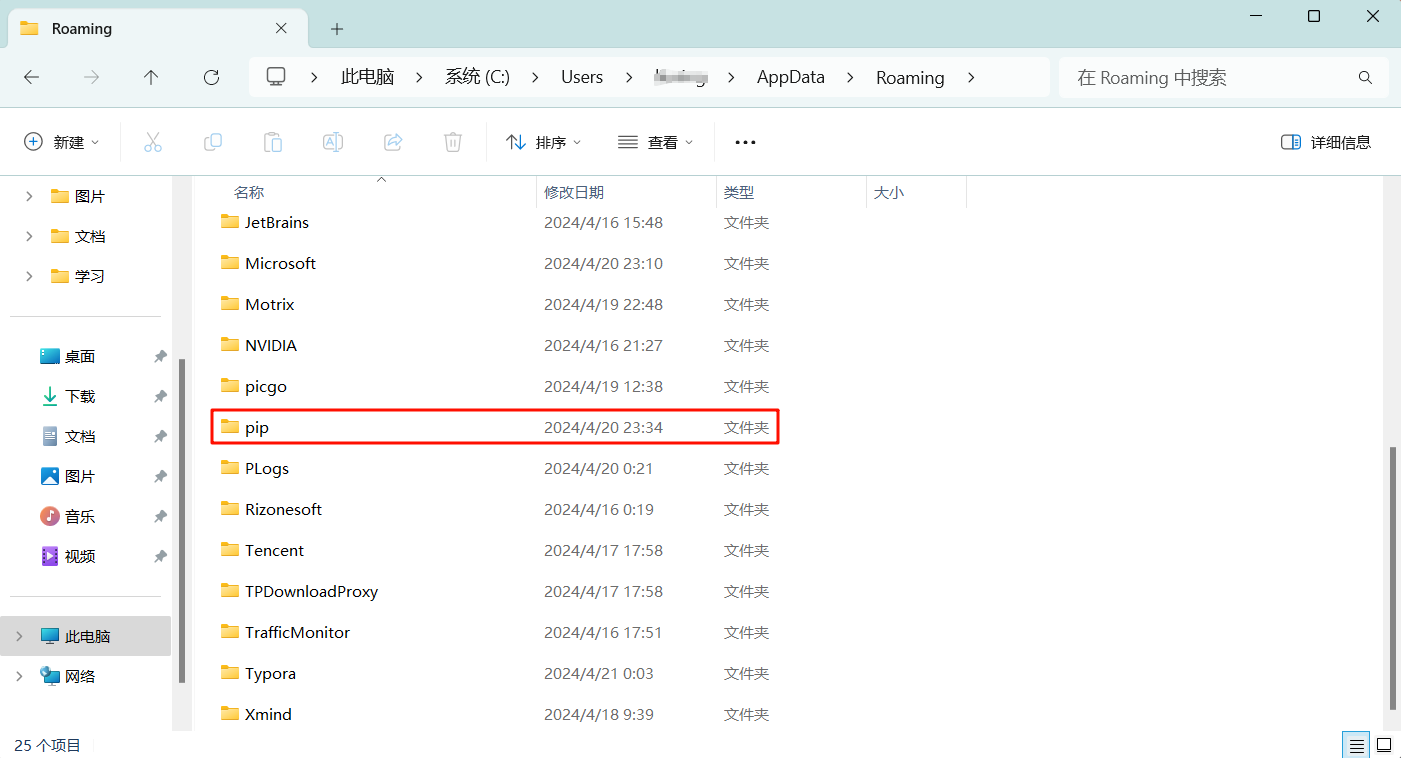 Roaming
此电脑 系统 (C:) Users AppData Roaming
在 Roaming 中搜索
新建 排序 查看 详细信息
图片
文档
学习
桌面
下载
文档
图片
音乐
视频
此电脑
网络
名称 修改日期 类型 大小
JetBrains 2024/4/16 15:48 文件夹
Microsoft 2024/4/20 23:10 文件夹
Motrix 2024/4/19 22:48 文件夹
NVIDIA 2024/4/16 21:27 文件夹
picgo 2024/4/19 12:38 文件夹
pip 2024/4/20 23:34 文件夹
PLogs 2024/4/20 0:21 文件夹
Rizonesoft 2024/4/16 0:19 文件夹
Tencent 2024/4/17 17:58 文件夹
TPDownloadProxy 2024/4/17 17:58 文件夹
TrafficMonitor 2024/4/16 17:51 文件夹
Typora 2024/4/21 0:03 文件夹
Xmind 2024/4/18 9:39 文件夹
25 个项目